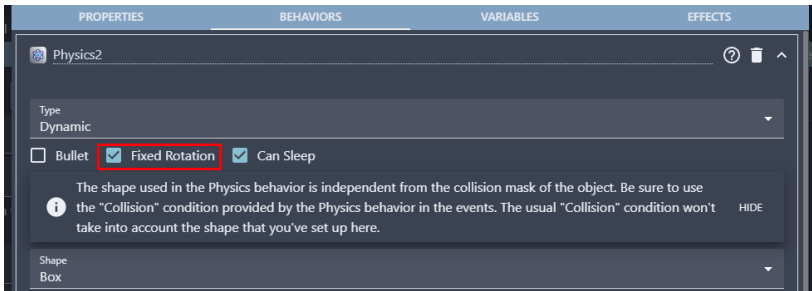 PROPERTIES BEHAVIORS VARIABLES EFFECTS
Physics2
Type
Dynamic
Bullet Fixed Rotation Can Sleep
The shape used in the Physics behavior is independent from the collision mask of the object. Be sure to use
the "Collision" condition provided by the Physics behavior in the events. The usual "Collision" condition won't HIDE
take into account the shape that you've set up here.
Shape
Box